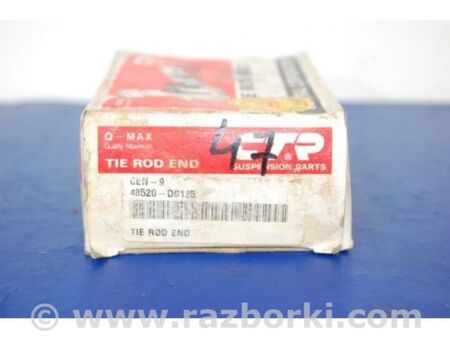 Q-MAX
Quality Maximum
TIE ROD END
47
CTR
®
SUSPENSION PARTS
CEN-9
48520-D0125
TIE ROD END
© www.razborki.com/